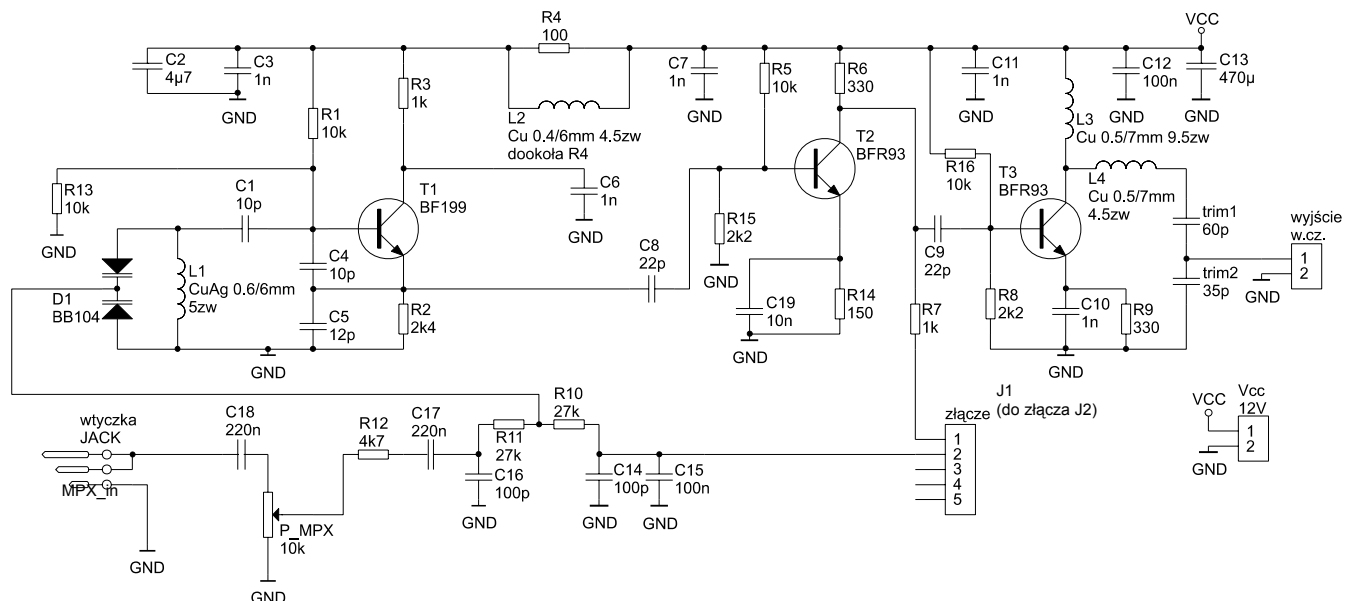 R4
100
VCC
C2
4µ7
C3
1n
GND
R1
10k
R3
1k
L2
Cu 0.4/6mm 4.5zw
dookoła R4
C7
1n
GND
R5
10k
R6
330
C11
1n
GND
L3
Cu 0.5/7mm 9.5zw
C12
100n
GND
C13
470µ
GND
R13
10k
GND
C1
10p
T1
BF199
C6
1n
GND
T2
BFR93
R16
10k
T3
BFR93
L4
Cu 0.5/7mm
4.5zw
trim1
60p
wyjście
w.cz.
1
2
GND
trim2
35p
D1
BB104
L1
CuAg 0.6/6mm
5zw
C4
10p
C5
12p
R2
2k4
GND
C8
22p
R15
2k2
GND
C19
10n
GND
R14
150
C9
22p
R7
1k
R8
2k2
C10
1n
R9
330
GND
wtyczka
JACK
MPX_in
GND
C18
220n
P_MPX
10k
GND
R12
4k7
C17
220n
R11
27k
R10
27k
C16
100p
GND
C14
100p
GND
C15
100n
GND
J1
(do złącza J2)
złącze
1
2
3
4
5
VCC
Vcc
12V
1
2
GND